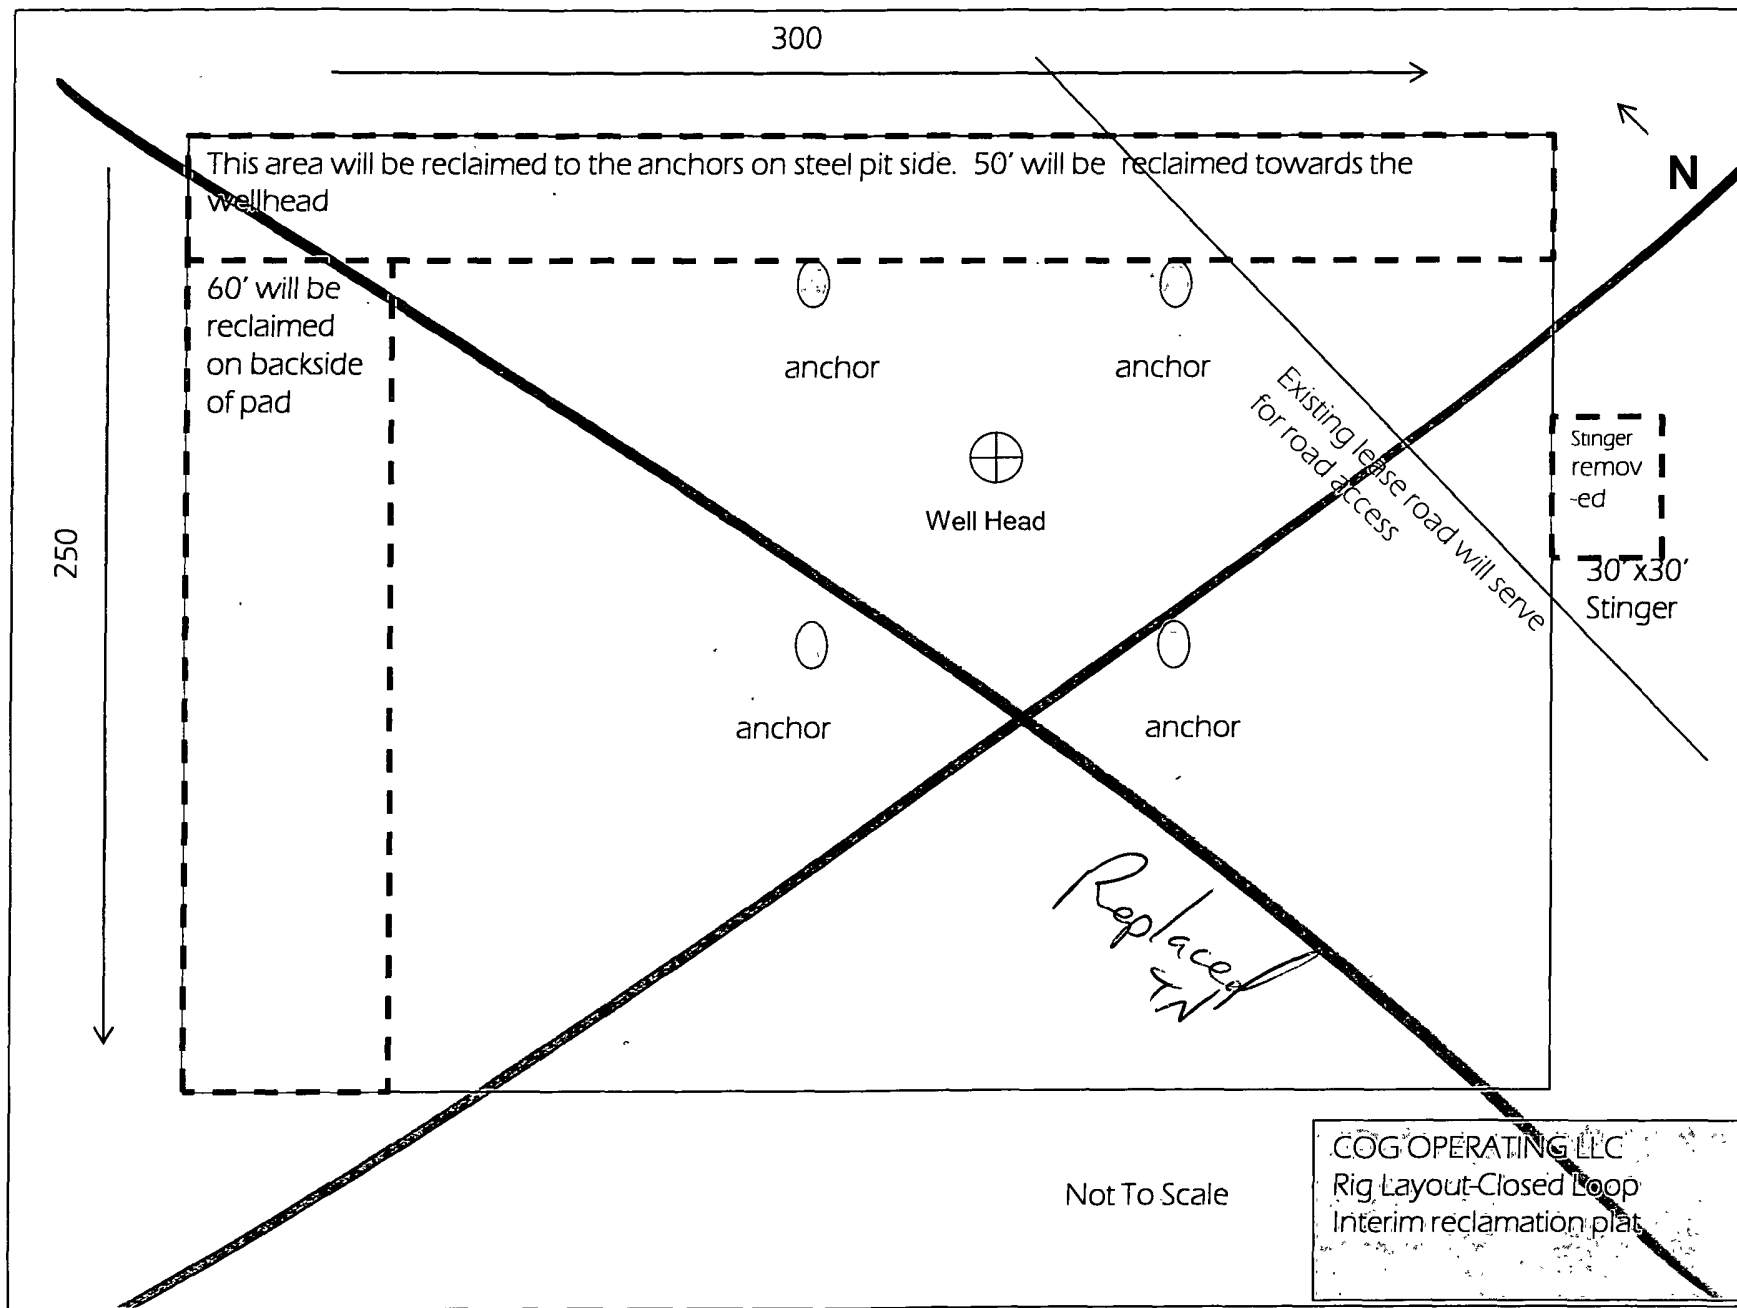 300
This area will be reclaimed to the anchors on steel pit side. 50' will be reclaimed towards the
wellhead
N
60' will be
reclaimed
on backside
of pad
anchor
anchor
Existing lease road will serve
for road access
Stinger
remov
-ed
30'x30'
Stinger
Well Head
250
anchor
anchor
Replaced
Not To Scale
COG OPERATING LLC
Rig Layout-Closed Loop
Interim reclamation plat